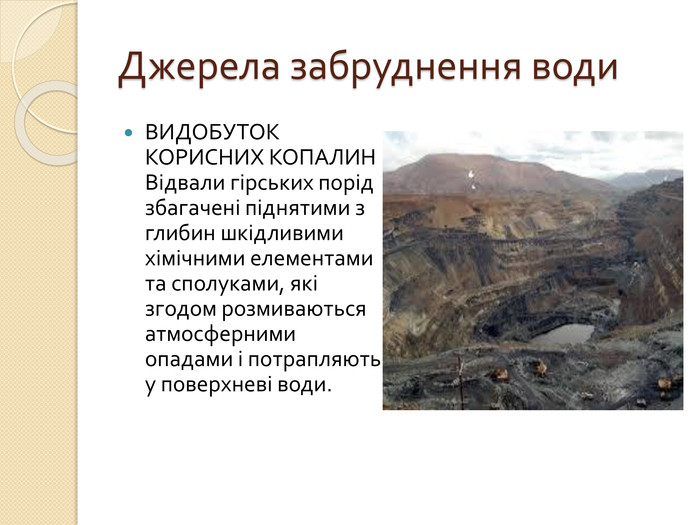 Джерела забруднення води
ВИДОБУТОК
КОРИСНИХ КОПАЛИН
Відвали гірських порід
збагачені піднятими з
глибин шкідливими
хімічними елементами
та сполуками, які
згодом розмиваються
атмосферними
опадами і потрапляють
у поверхневі води.